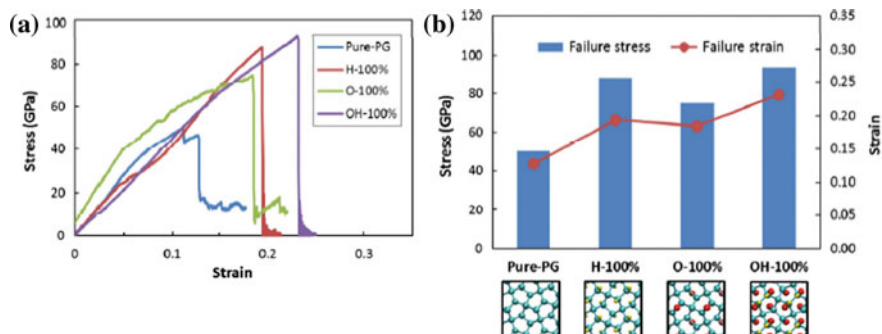 (a)
Stress (GPa)
100
80
60
40
20
0
0
0.1
0.2
0.3
Strain
Pure-PG
H-100%
O-100%
OH-100%
(b)
Stress (GPa)
120
100
80
60
40
20
0
Failure stress
Failure strain
0.35
0.30
0.25
0.20
0.15
0.10
0.05
0.00
Strain
Pure-PG
H-100%
O-100%
OH-100%